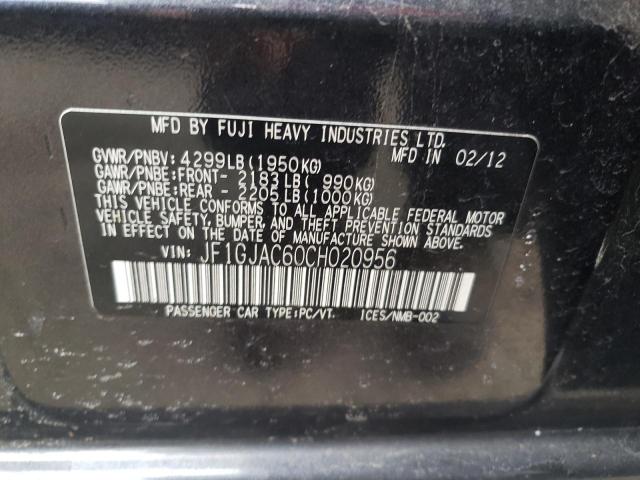 MFD BY FUJI HEAVY INDUSTRIES LTD.
GVWR/PNBV: 4299LB(1950KG) MFD IN 02/12
GAWR/PNBE:FRONT- 2183LB( 990KG)
GAWR/PNBE:REAR - 2205LB(1000KG)
THIS VEHICLE CONFORMS TO ALL APPLICABLE FEDERAL MOTOR
VEHICLE SAFETY, BUMPER, AND THEFT PREVENTION STANDARDS
IN EFFECT ON THE DATE OF MANUFACTURE SHOWN ABOVE.
VIN: JF1GJAC60CH020956
PASSENGER CAR TYPE:PC/VT. ICES/NMB-002